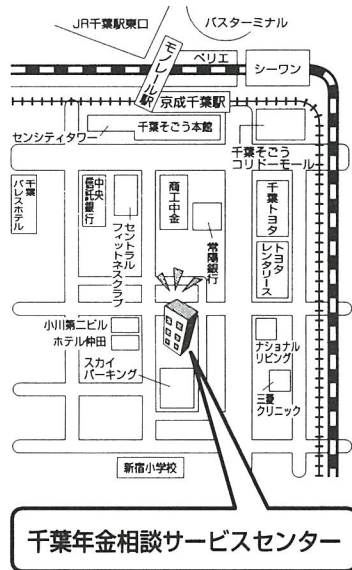 JR千葉駅東口
バスターミナル
モノレール駅
ペリエ
シーワン
京成千葉駅
千葉そごう本館
センシティタワー
千葉そごう
コリドーモール
千葉
パレスホテル
中央
信託銀行
セントラル
フィットネスクラブ
商工中金
常陽銀行
千葉トヨタ
トヨタ
レンタリース
小川第二ビル
ホテル仲田
スカイ
パーキング
ナショナル
リビング
三愛
クリニック
新宿小学校
千葉年金相談サービスセンター